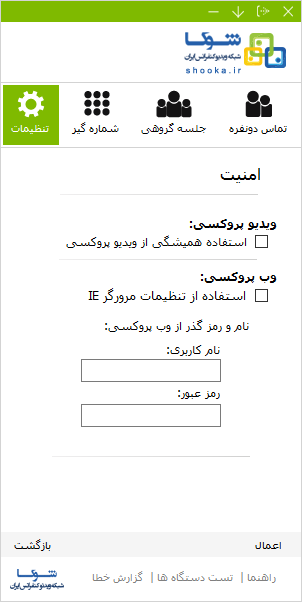 شوکا
شبکه ویدیو کنفرانس ایران
shooka.ir
تماس دونفره
جلسه گروهی
شماره گیر
تنظیمات
امنیت
ویدیو پروکسی:
استفاده همیشگی از ویدیو پروکسی
وب پروکسی:
استفاده از تنظیمات مرورگر IE
نام و رمز گذر از وب پروکسی:
نام کاربری:
رمز عبور:
اعمال
بازگشت
راهنما | تست دستگاه ها | گزارش خطا
شوکا
شبکه ویدیو کنفرانس ایران